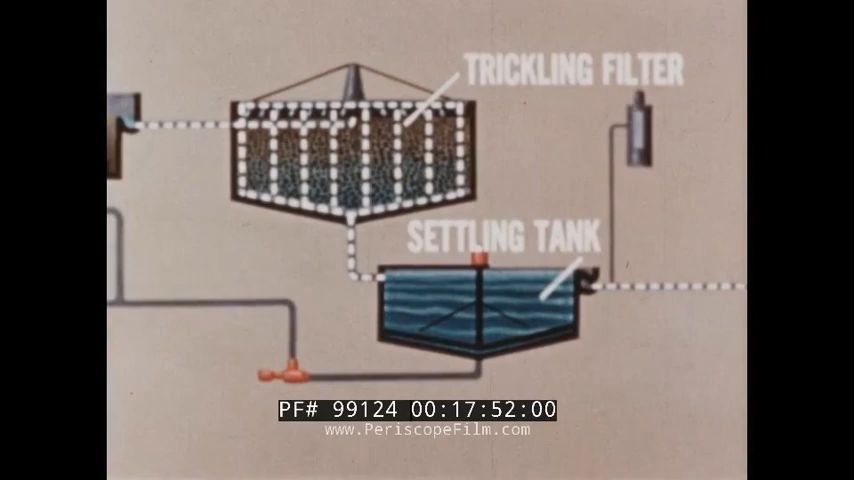 TRICKLING FILTER
SETTLING TANK
PF# 99124 00:17:52:00
www.PeriscopeFilm.com